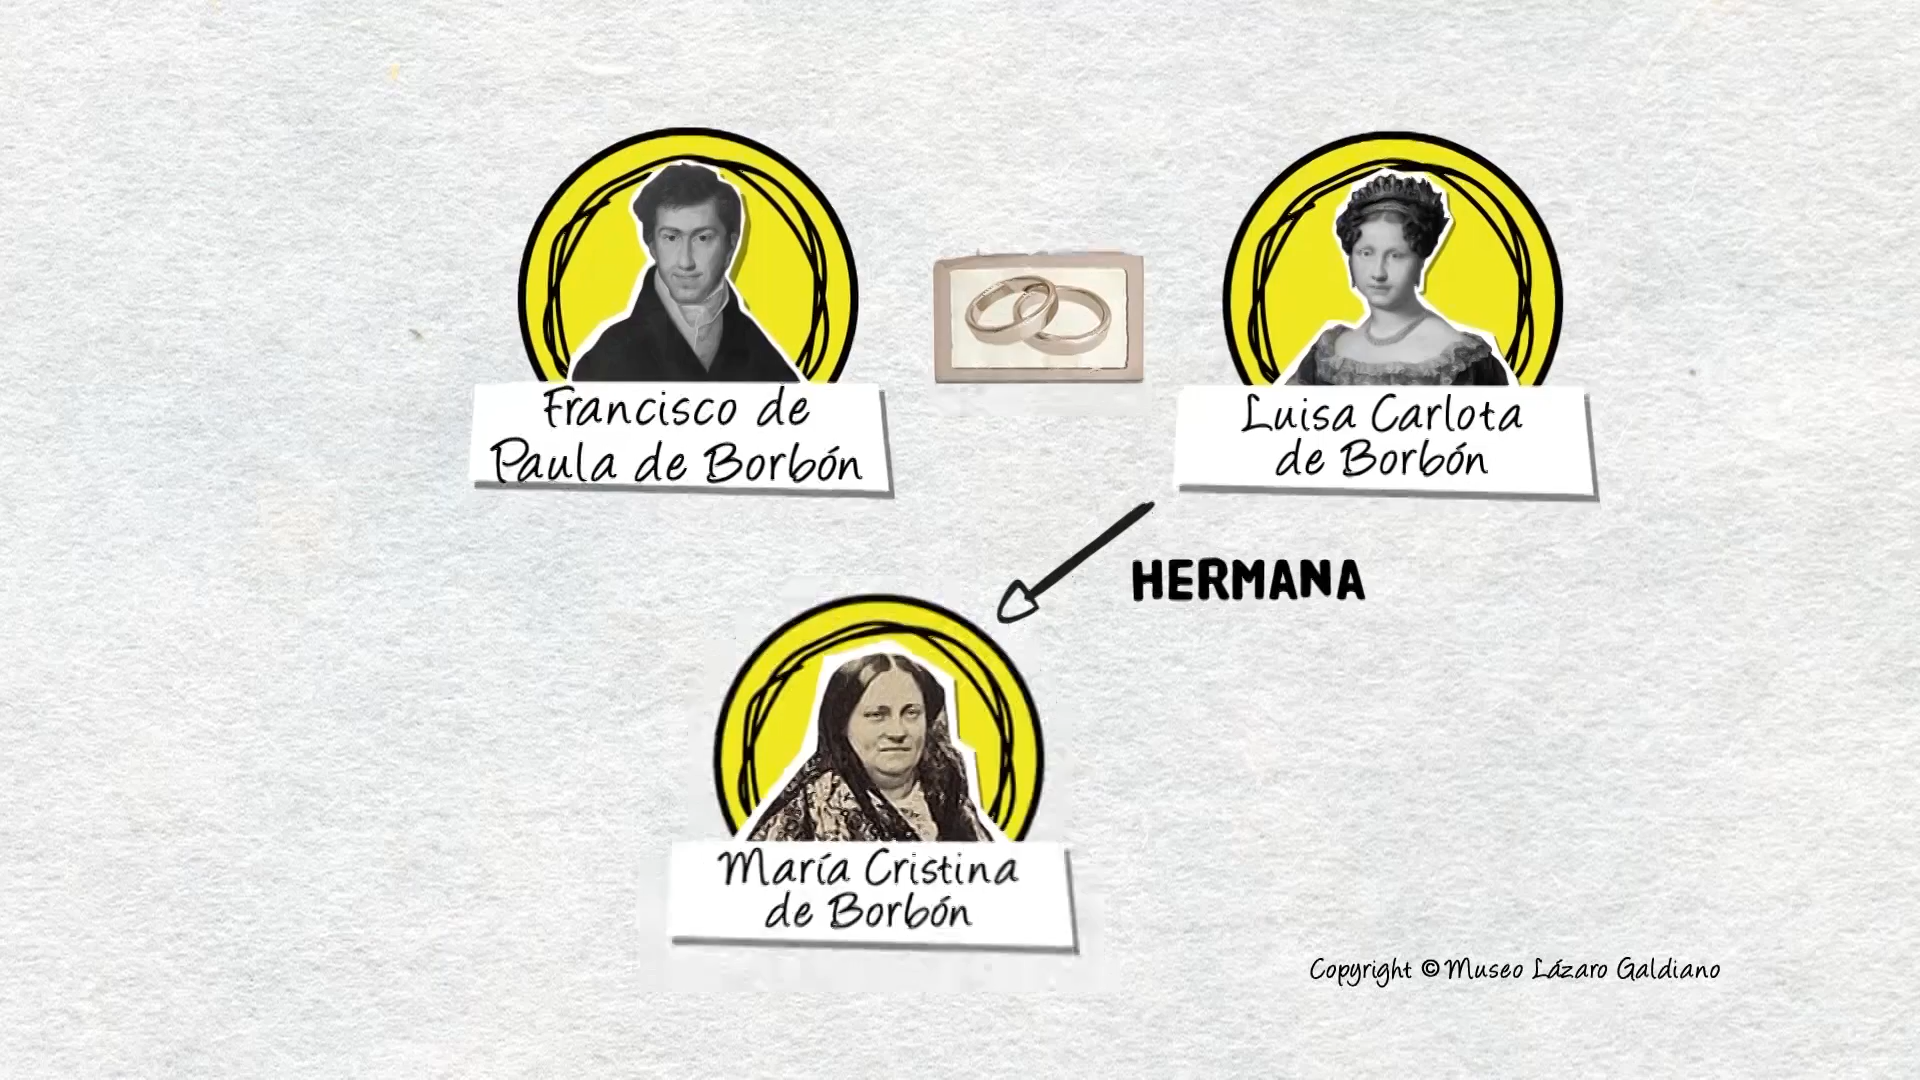 Francisco de
Paula de Borbón
Luisa Carlota
de Borbón
HERMANA
María Cristina
de Borbón
Copyright © Museo Lázaro Galdiano